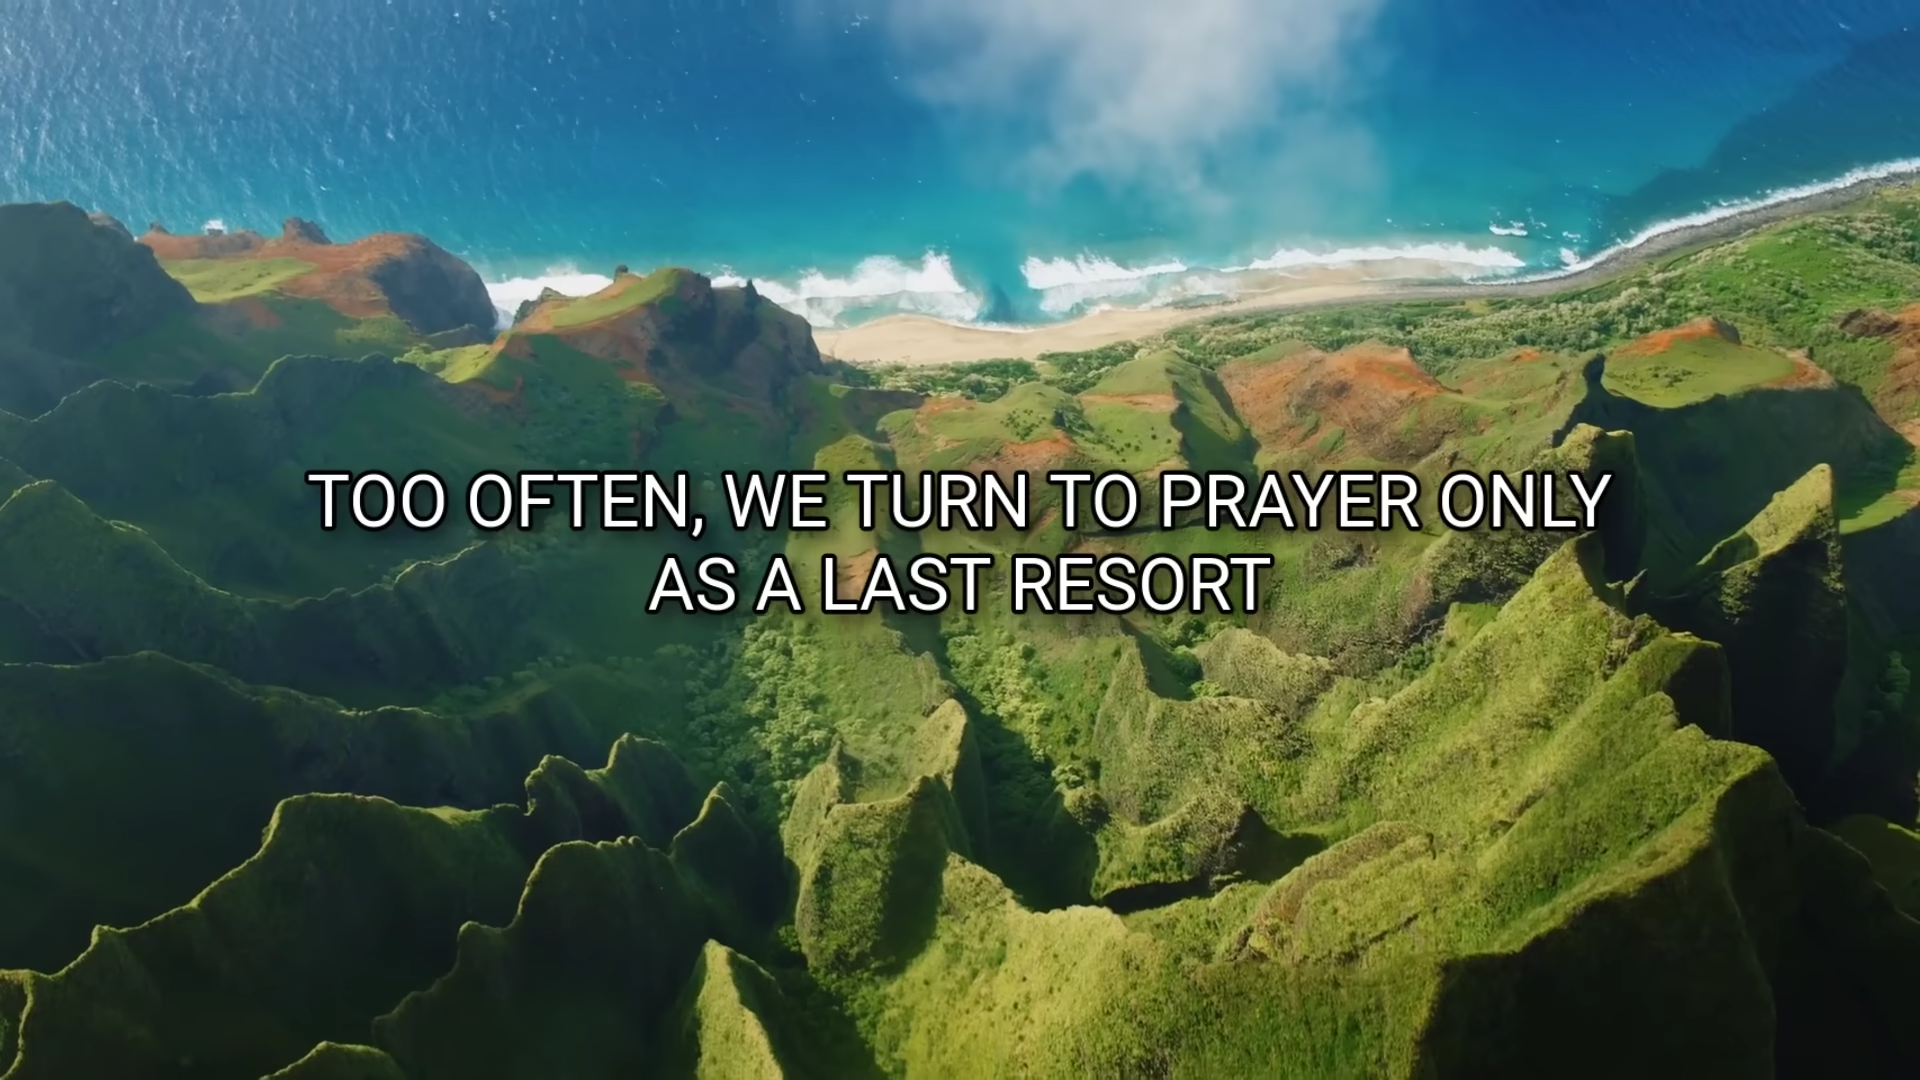 TOO OFTEN, WE TURN TO PRAYER ONLY
AS A LAST RESORT